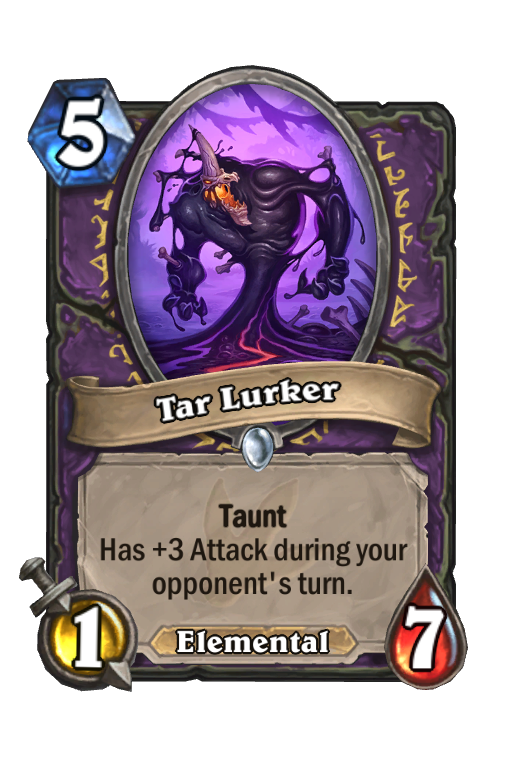 5
Tar Lurker
Taunt
Has +3 Attack during your
opponent's turn.
1
Elemental
7